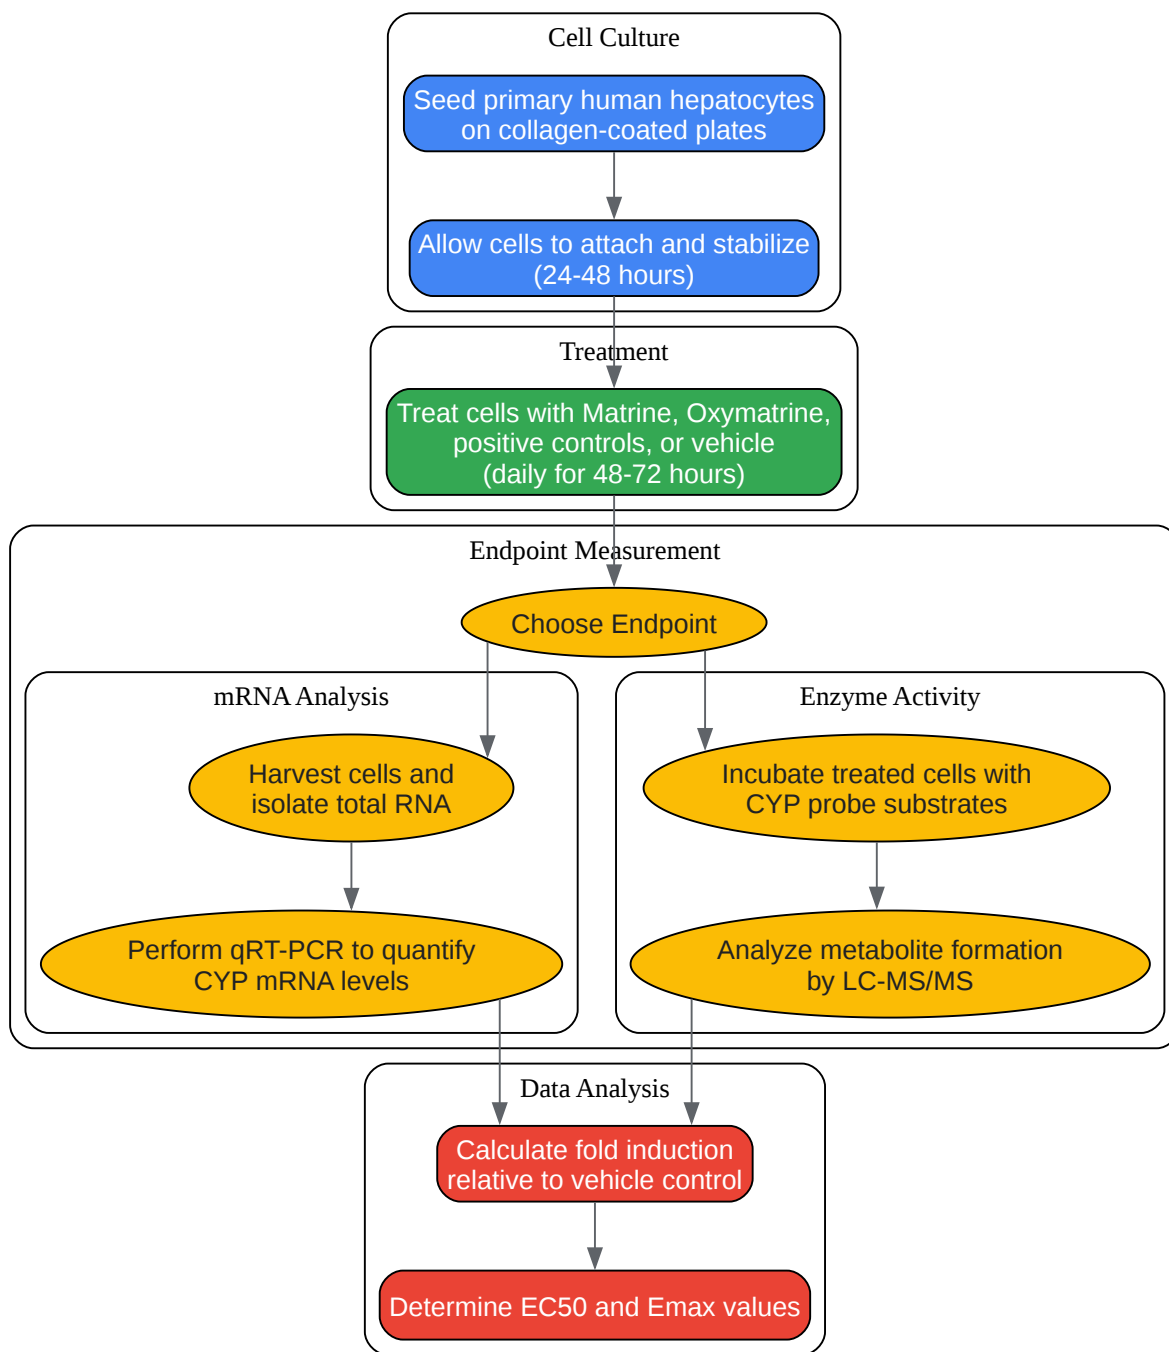 Cell Culture
Seed primary human hepatocytes
on collagen-coated plates
Allow cells to attach and stabilize
(24-48 hours)
Treatment
Treat cells with Matrine, Oxymatrine,
positive controls, or vehicle
(daily for 48-72 hours)
Endpoint Measurement
Choose Endpoint
mRNA Analysis
Harvest cells and
isolate total RNA
Perform qRT-PCR to quantify
CYP mRNA levels
Enzyme Activity
Incubate treated cells with
CYP probe substrates
Analyze metabolite formation
by LC-MS/MS
Data Analysis
Calculate fold induction
relative to vehicle control
Determine EC50 and Emax values